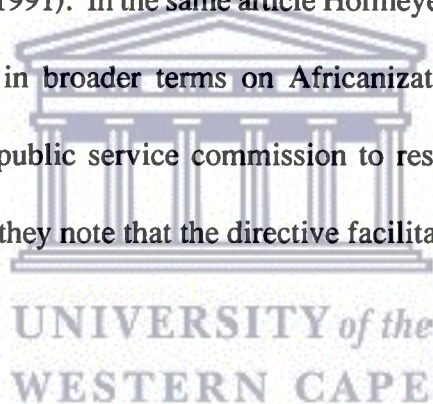 1991). In the same article Hofmeye
in broader terms on Africanizat
public service commission to res
they note that the directive facilita
UNIVERSITY of the
WESTERN CAPE